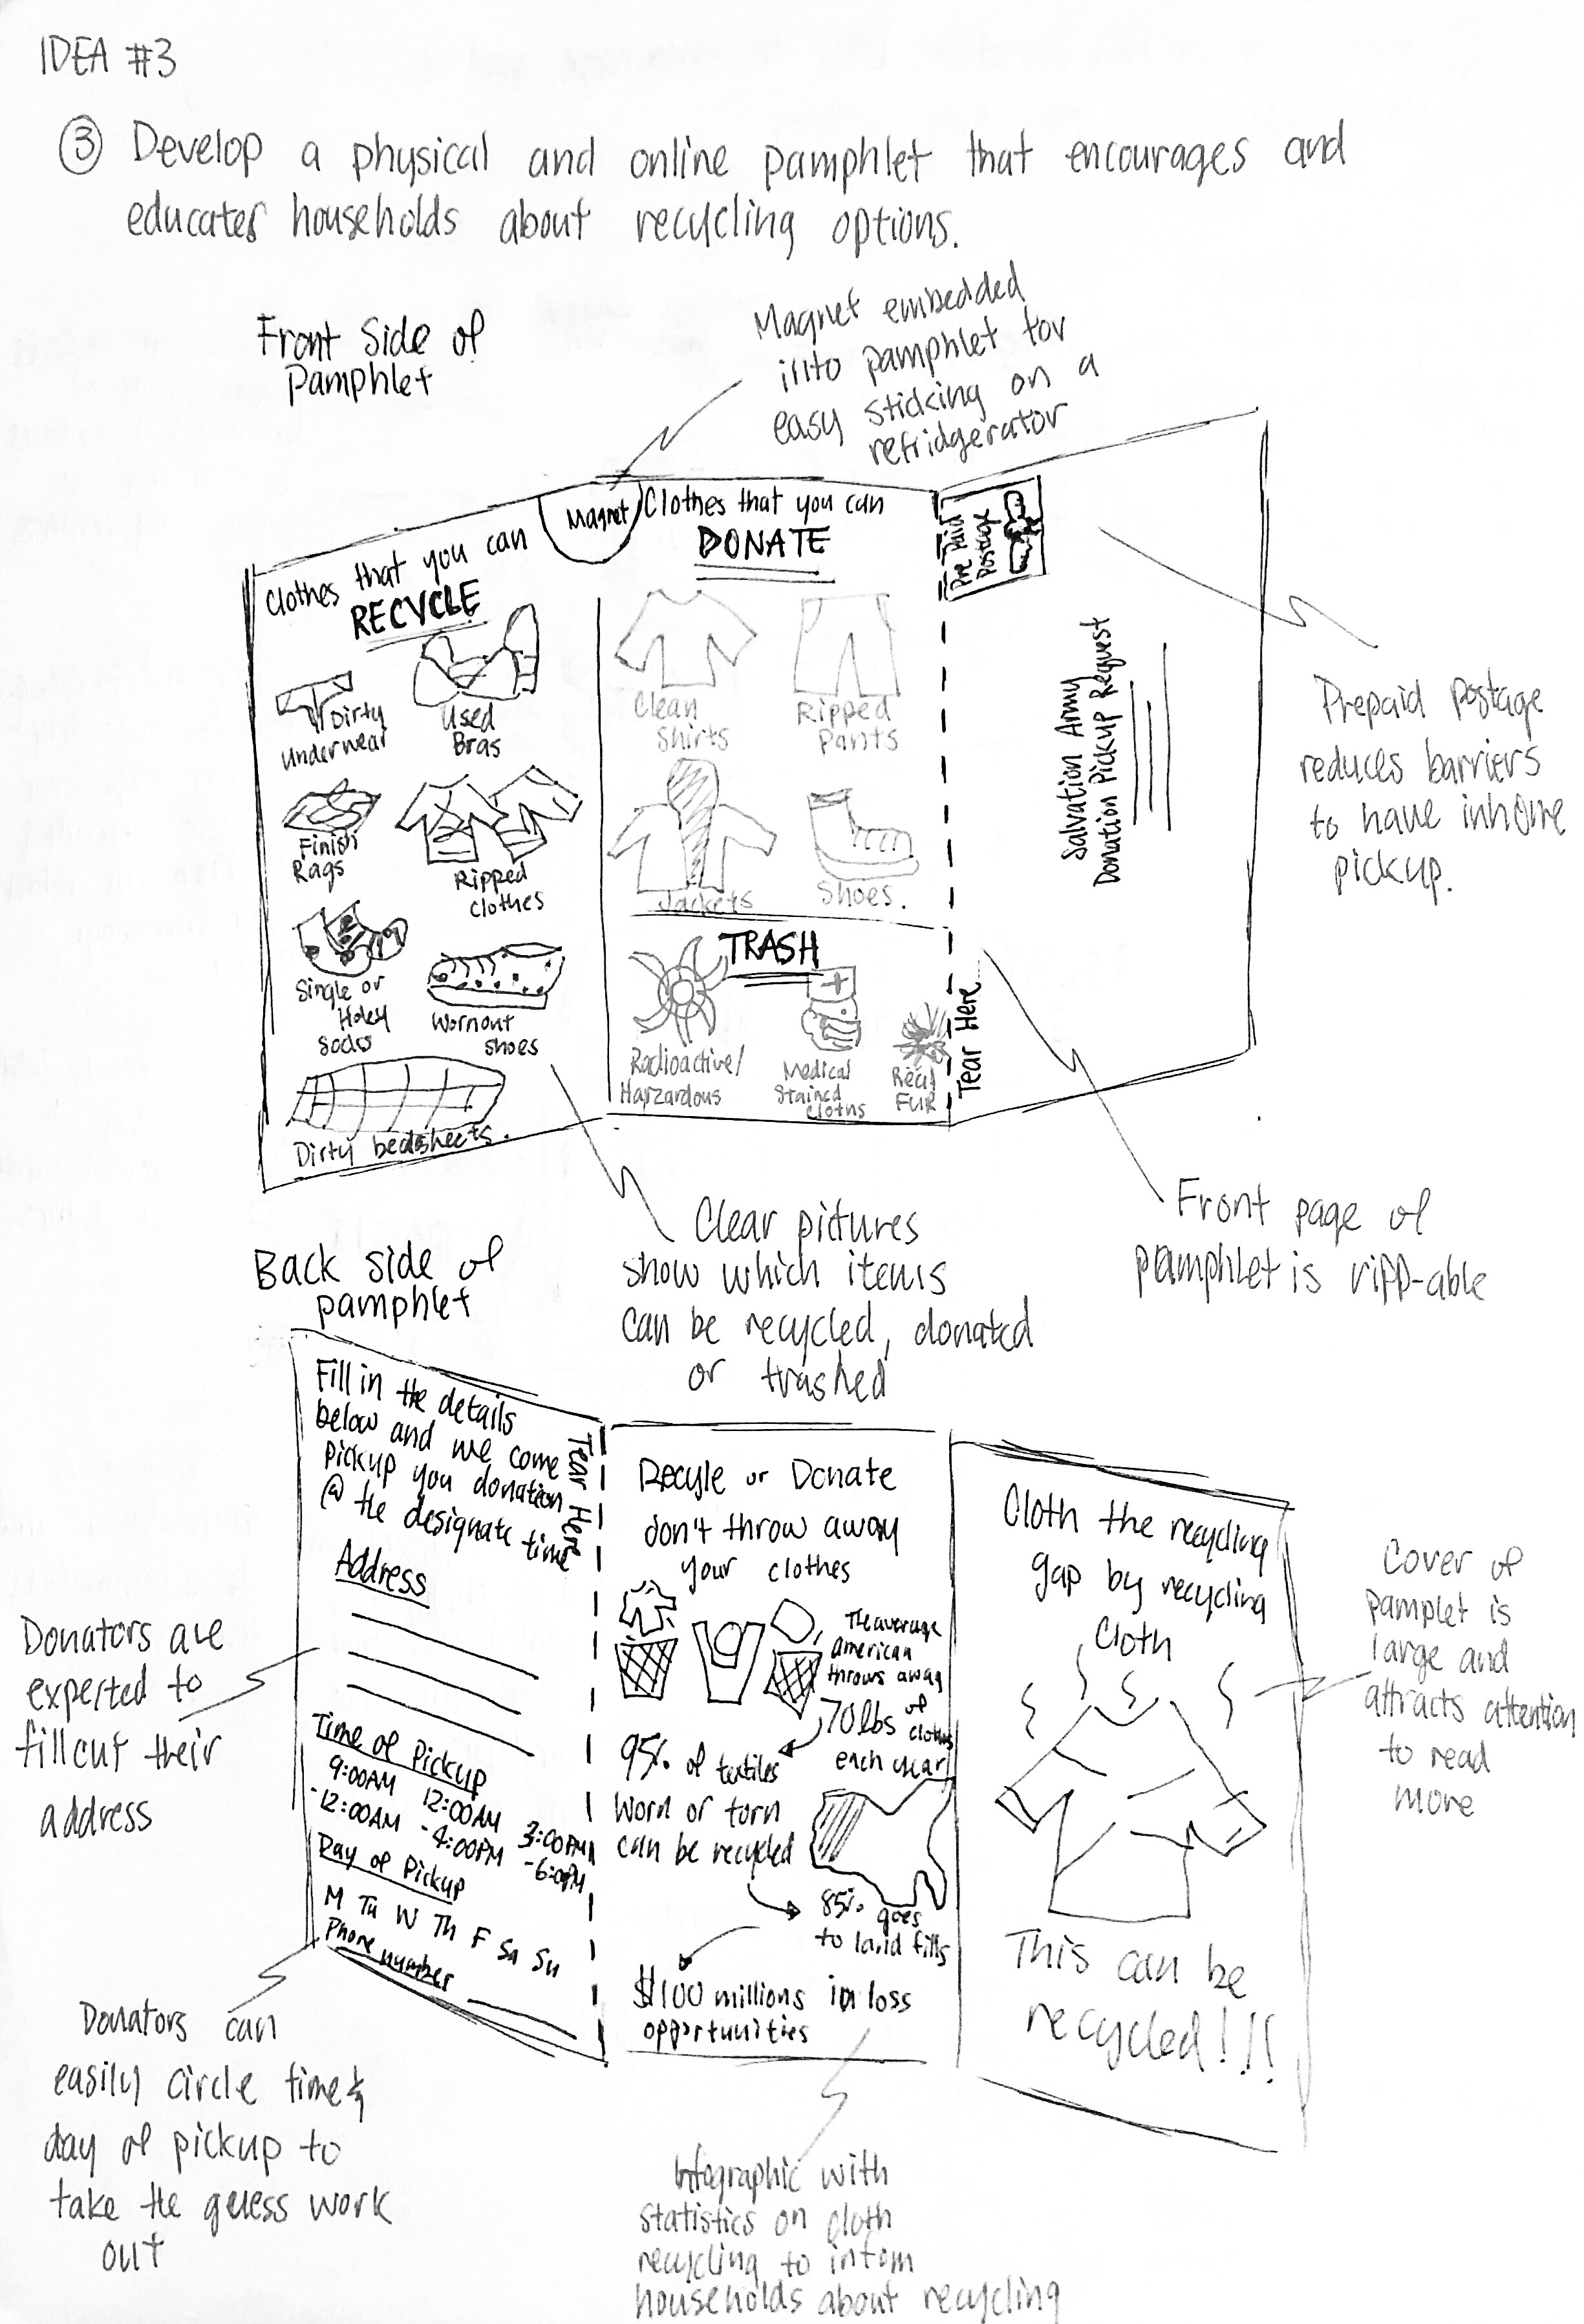 IDEA #3
③ Develop a physical and online pamphlet that encourages and
educates households about recycling options.
Front Side of
Pamphlet
Magnet embedded
into pamphlet for
easy sticking on a
refridgerator
Clothes that you can
RECYCLE
Dirty
Underwear
Used
Bras
Finish
Rags
Ripped
Clothes
Single or
Holey
Socks
Wornout
Shoes
Dirty bedsheets.
Magnet
Clothes that you can
DONATE
Clean
Shirts
Ripped
Pants
Jackets
Shoes.
TRASH
Radioactive/
Harzardous
Medical
Stained
Cloths
Real
FUR
Tear Here
Pre Paid
Postage
Salvation Army
Donation Pickup Request
Prepaid postage
reduces barriers
to have inhome
pickup.
Clear pictures
show which items
can be recycled, donated
or trashed
Front page of
pamphlet is ripp-able
Back side of
pamphlet
Fill in the details
below and we come
pickup you donation
@ the designate time
Address
Time of Pickup
9:00AM
-12:00AM
12:00AM
-4:00PM
3:00PM
-6:00PM
Day of Pickup
M Tu W Th F Sa Su
Phone number
Tear Here
Recyle or Donate
don't throw away
your clothes
The average
american
throws away
70lbs of
clothes
each year
95% of textiles
word or torn
can be recycled
85% goes
to land fills
$100 millions in loss
opportunities
Cloth the recycling
gap by recycling
Cloth
This can be
recycled!!!
Cover of
pamplet is
large and
attracts attention
to read
more
Donators are
expected to
fillout their
address
Donators can
easily circle time &
day of pickup to
take the guess work
out
Infographic with
statistics on cloth
recycling to inform
households about recycling